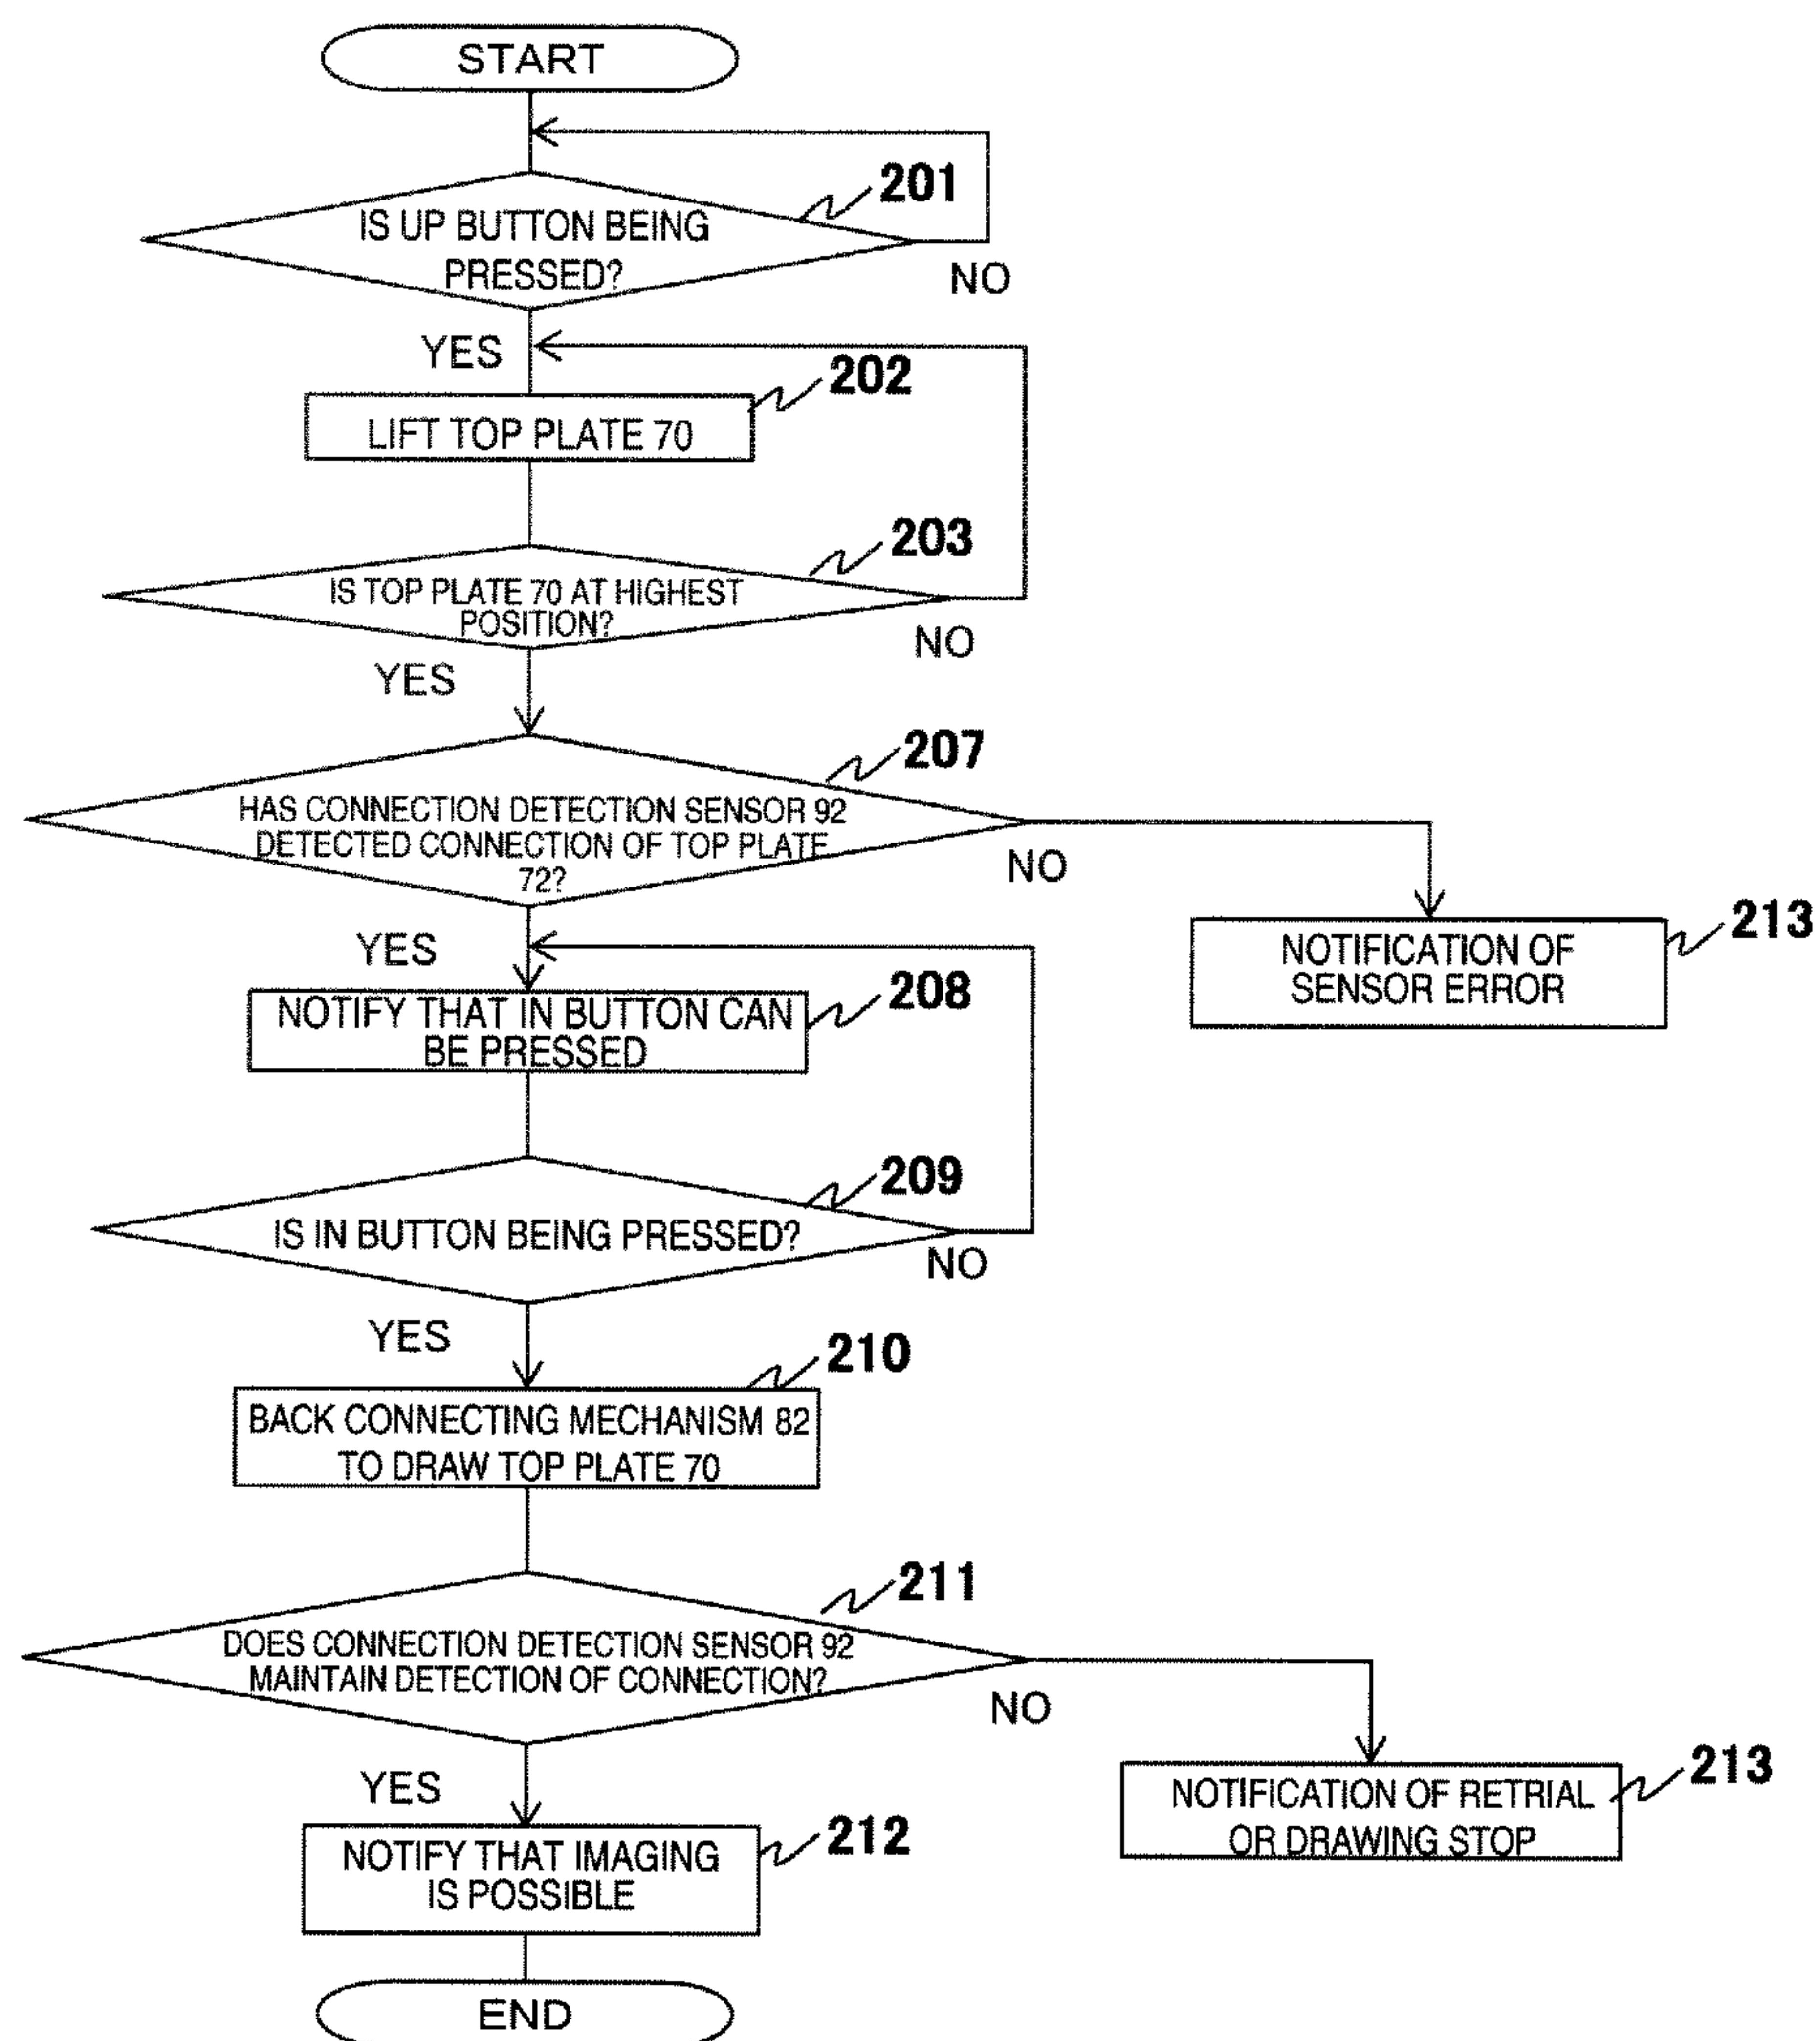 START
201
IS UP BUTTON BEING
PRESSED?
NO
YES
202
LIFT TOP PLATE 70
203
IS TOP PLATE 70 AT HIGHEST
POSITION?
NO
YES
207
HAS CONNECTION DETECTION SENSOR 92
DETECTED CONNECTION OF TOP PLATE
72?
NO
213
NOTIFICATION OF
SENSOR ERROR
YES
208
NOTIFY THAT IN BUTTON CAN
BE PRESSED
209
IS IN BUTTON BEING PRESSED?
NO
YES
210
BACK CONNECTING MECHANISM 82
TO DRAW TOP PLATE 70
211
DOES CONNECTION DETECTION SENSOR 92
MAINTAIN DETECTION OF CONNECTION?
NO
213
NOTIFICATION OF RETRIAL
OR DRAWING STOP
YES
212
NOTIFY THAT IMAGING
IS POSSIBLE
END